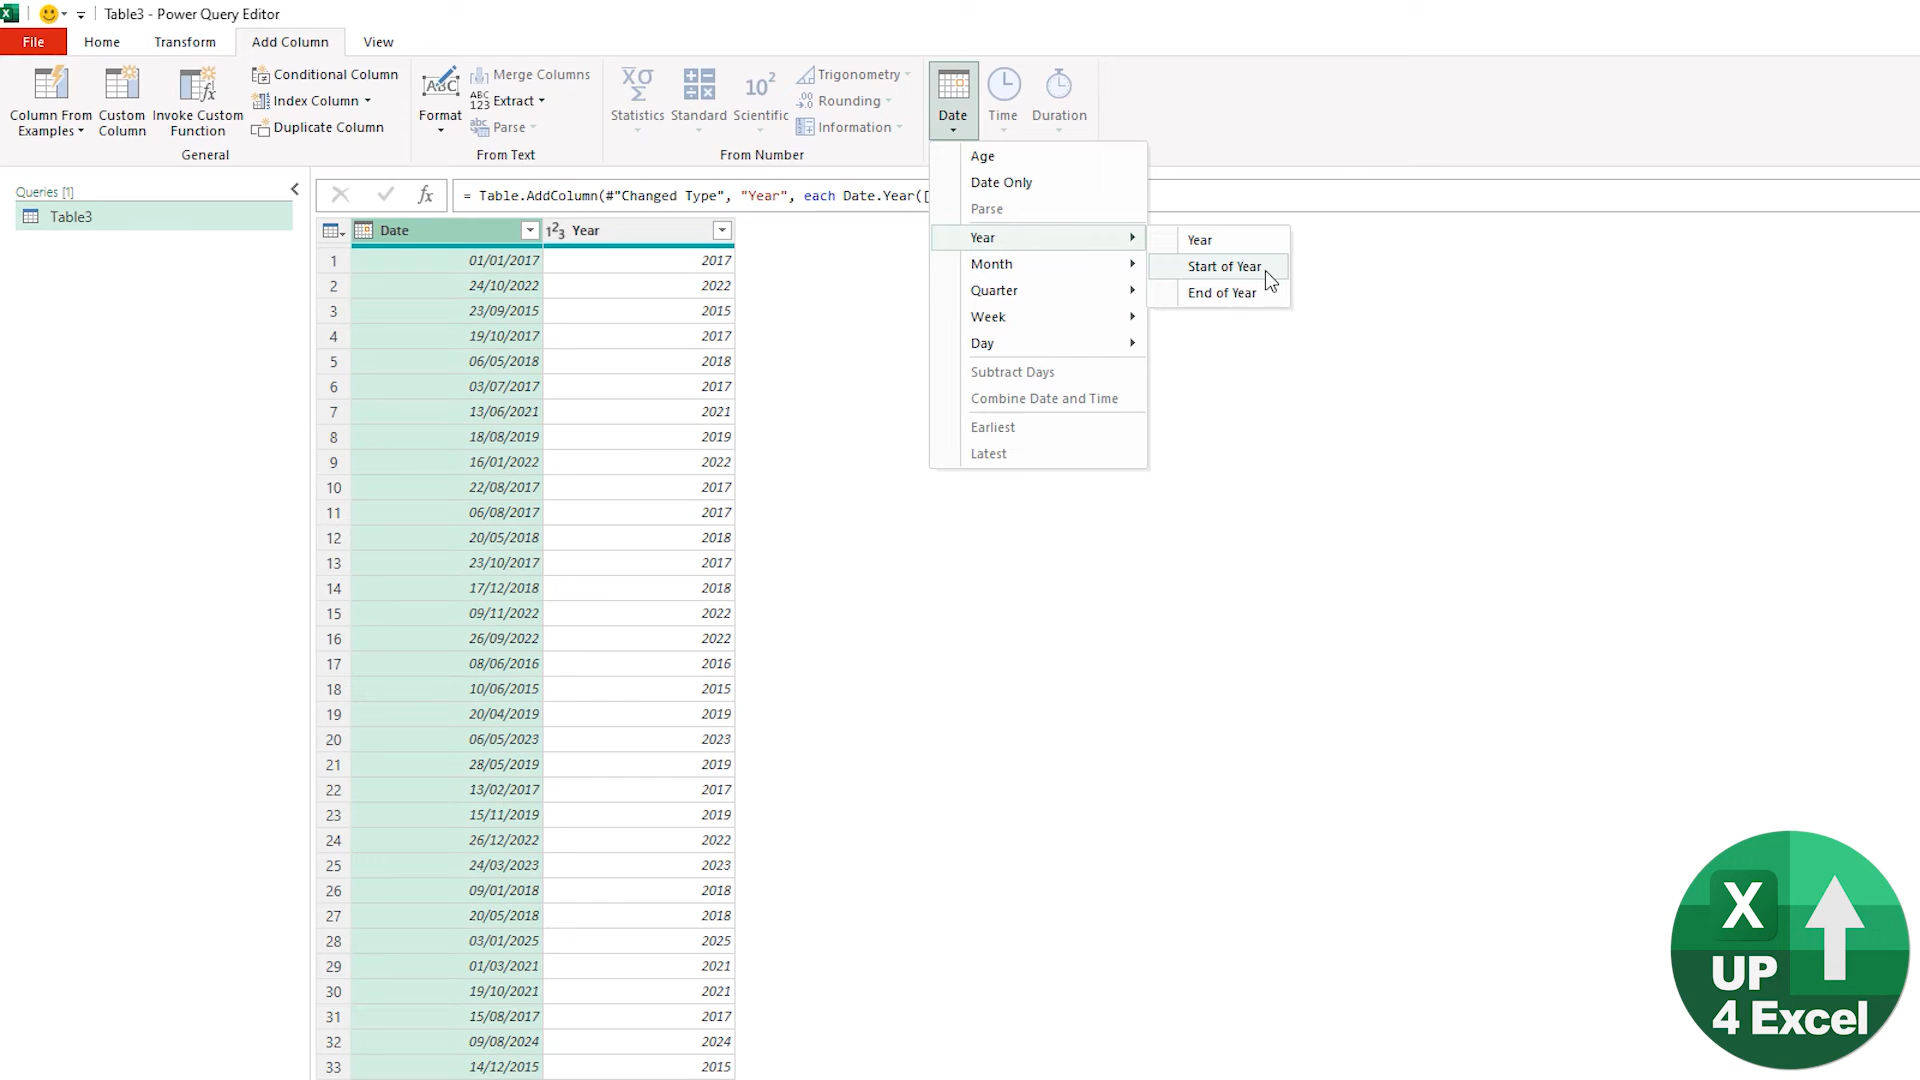 Table3 - Power Query Editor
File Home Transform Add Column View
Column From Examples
Custom Column
Invoke Custom Function
Conditional Column
Index Column
Duplicate Column
General
ABC
Format
Merge Columns
ABC 123 Extract
abc Parse
From Text
XΣσ Statistics
Standard
10² Scientific
Trigonometry
.00 Rounding
Information
From Number
Date
Time
Duration
Age
Date Only
Parse
Year
Month
Quarter
Week
Day
Subtract Days
Combine Date and Time
Earliest
Latest
Year
Start of Year
End of Year
Queries [1]
Table3
fx
= Table.AddColumn(#"Changed Type", "Year", each Date.Year([
Date 1²3 Year
1 01/01/2017 2017
2 24/10/2022 2022
3 23/09/2015 2015
4 19/10/2017 2017
5 06/05/2018 2018
6 03/07/2017 2017
7 13/06/2021 2021
8 18/08/2019 2019
9 16/01/2022 2022
10 22/08/2017 2017
11 06/08/2017 2017
12 20/05/2018 2018
13 23/10/2017 2017
14 17/12/2018 2018
15 09/11/2022 2022
16 26/09/2022 2022
17 08/06/2016 2016
18 10/06/2015 2015
19 20/04/2019 2019
20 06/05/2023 2023
21 28/05/2019 2019
22 13/02/2017 2017
23 15/11/2019 2019
24 26/12/2022 2022
25 24/03/2023 2023
26 09/01/2018 2018
27 20/05/2018 2018
28 03/01/2025 2025
29 01/03/2021 2021
30 19/10/2021 2021
31 15/08/2017 2017
32 09/08/2024 2024
33 14/12/2015 2015
X
UP
4 Excel